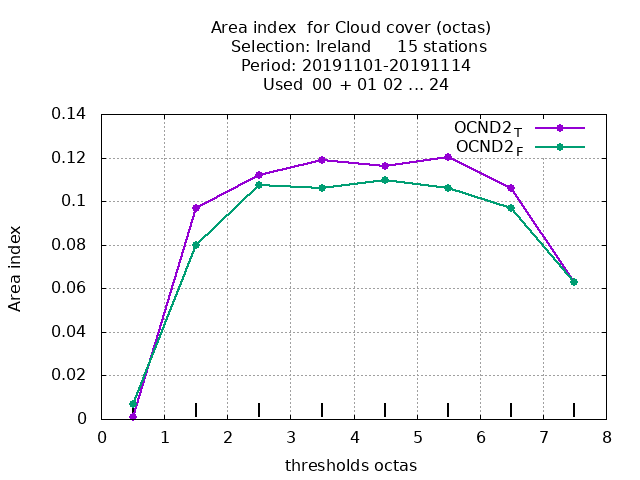 Area index  for Cloud cover (octas)
Selection: Ireland     15 stations
Period: 20191101-20191114
Used  00  + 01 02 ... 24
OCND2_T
OCND2_F
0.14
0.12
0.1
0.08
0.06
0.04
0.02
0
Area index
0 1 2 3 4 5 6 7 8
thresholds octas